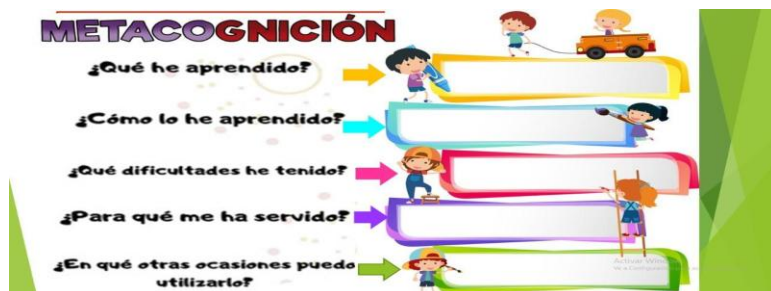 METACOGNICIÓN
¿Qué he aprendido?
¿Cómo lo he aprendido?
¿Qué dificultades he tenido?
¿Para qué me ha servido?
¿En qué otras ocasiones puedo
utilizarlo?